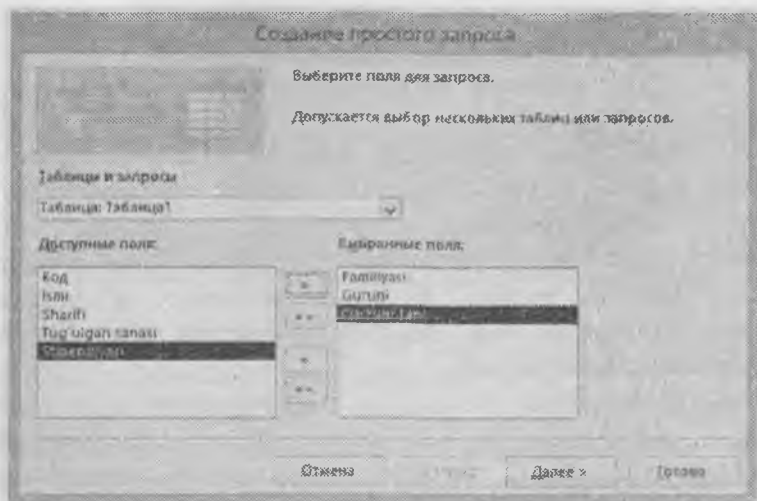 Создание простого запроса
Выберите поля для запроса.
Допускается выбор нескольких таблиц или запросов.
Таблицы и запросы
Таблица: Таблица1
Доступные поля:
Выбранные поля:
Код
Ismi
Sharifi
Tug'ulgan sanasi
Familiyasi
Guruhi
Отмена
Далее >
Готово